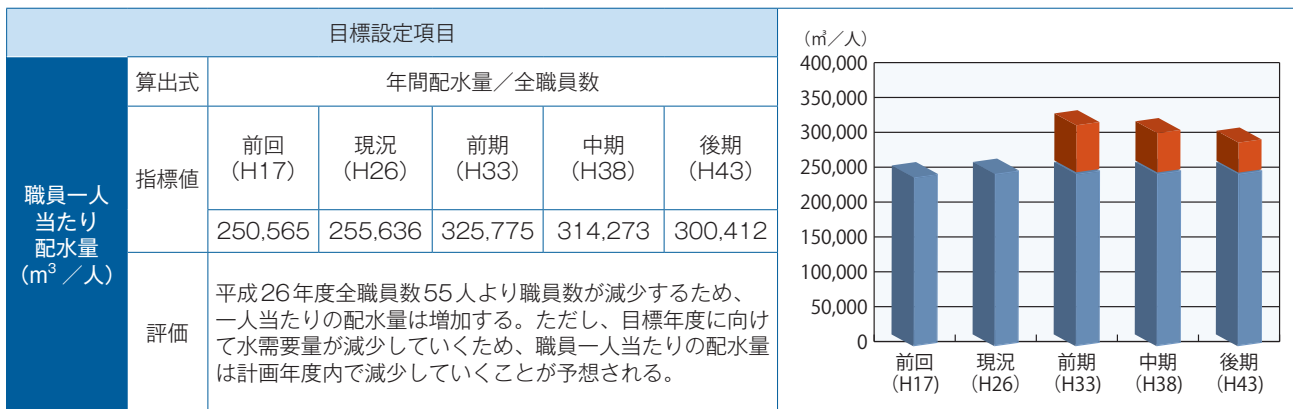 目標設定項目
職員一人
当たり
配水量
(m³／人)
算出式
年間配水量／全職員数
指標値
前回
(H17)
現況
(H26)
前期
(H33)
中期
(H38)
後期
(H43)
250,565
255,636
325,775
314,273
300,412
評価
平成26年度全職員数55人より職員数が減少するため、
一人当たりの配水量は増加する。ただし、目標年度に向け
て水需要量が減少していくため、職員一人当たりの配水量
は計画年度内で減少していくことが予想される。
(㎥／人)
400,000
350,000
300,000
250,000
200,000
150,000
100,000
50,000
0
前回
(H17)
現況
(H26)
前期
(H33)
中期
(H38)
後期
(H43)